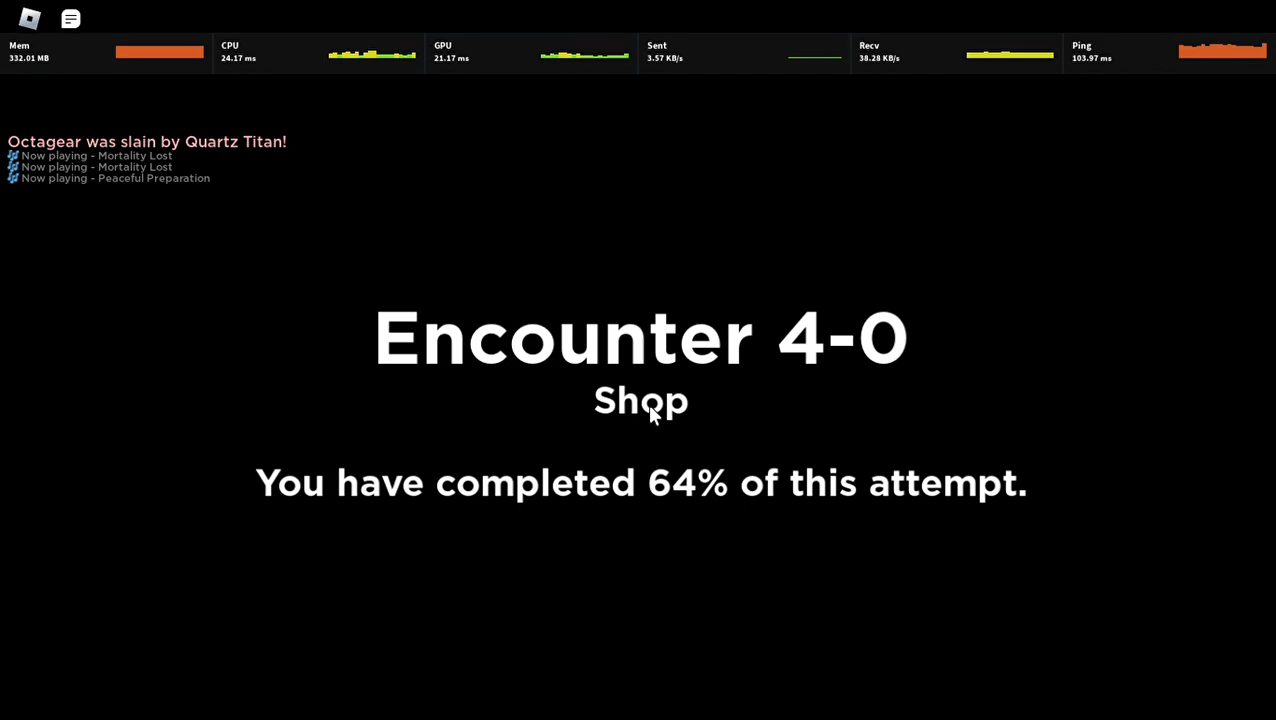 Mem CPU GPU Sent Recv Ping
332.01 MB 24.17 ms 21.17 ms 3.57 KB/s 38.28 KB/s 103.97 ms
Octagear was slain by Quartz Titan!
Now playing - Mortality Lost
Now playing - Mortality Lost
Now playing - Peaceful Preparation
Encounter 4-0
Shop
You have completed 64% of this attempt.